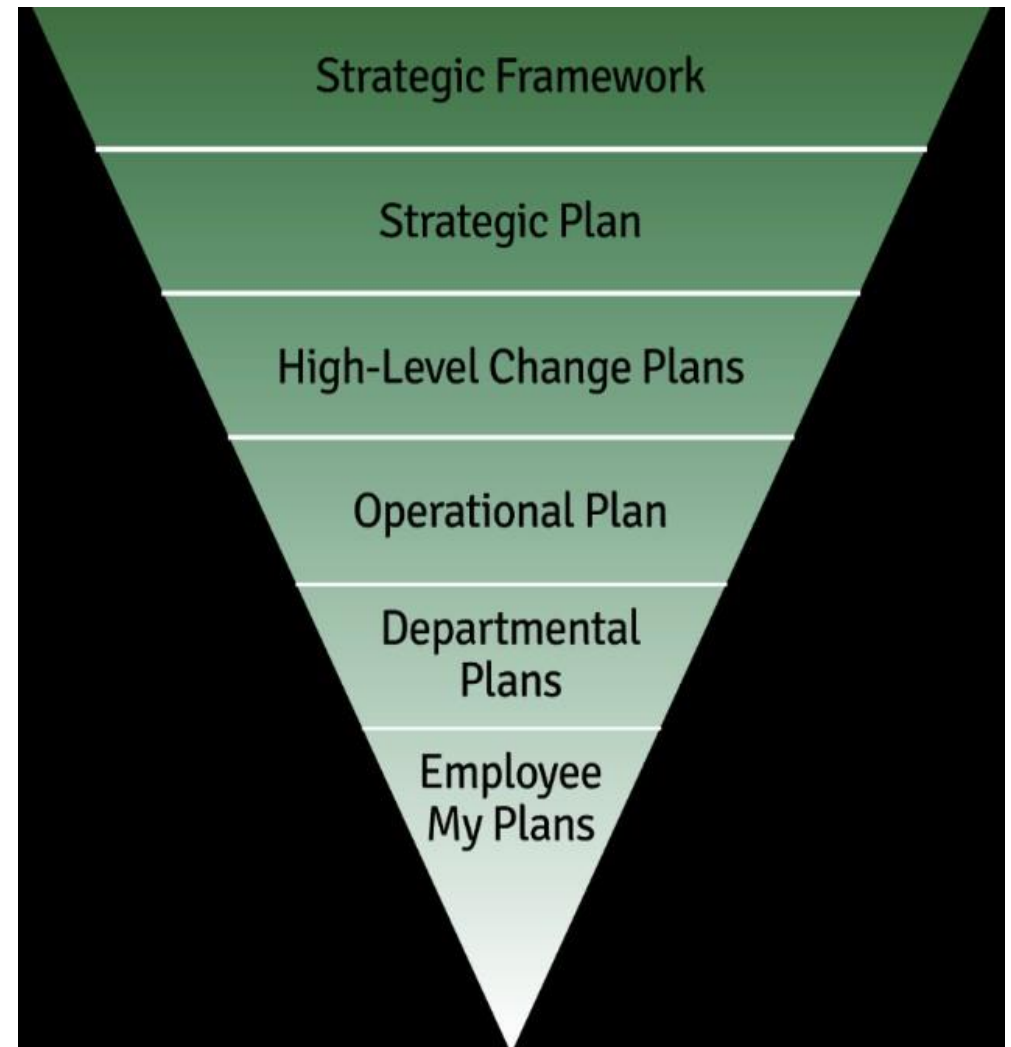 Strategic Framework
Strategic Plan
High-Level Change Plans
Operational Plan
Departmental
Plans
Employee
My Plans